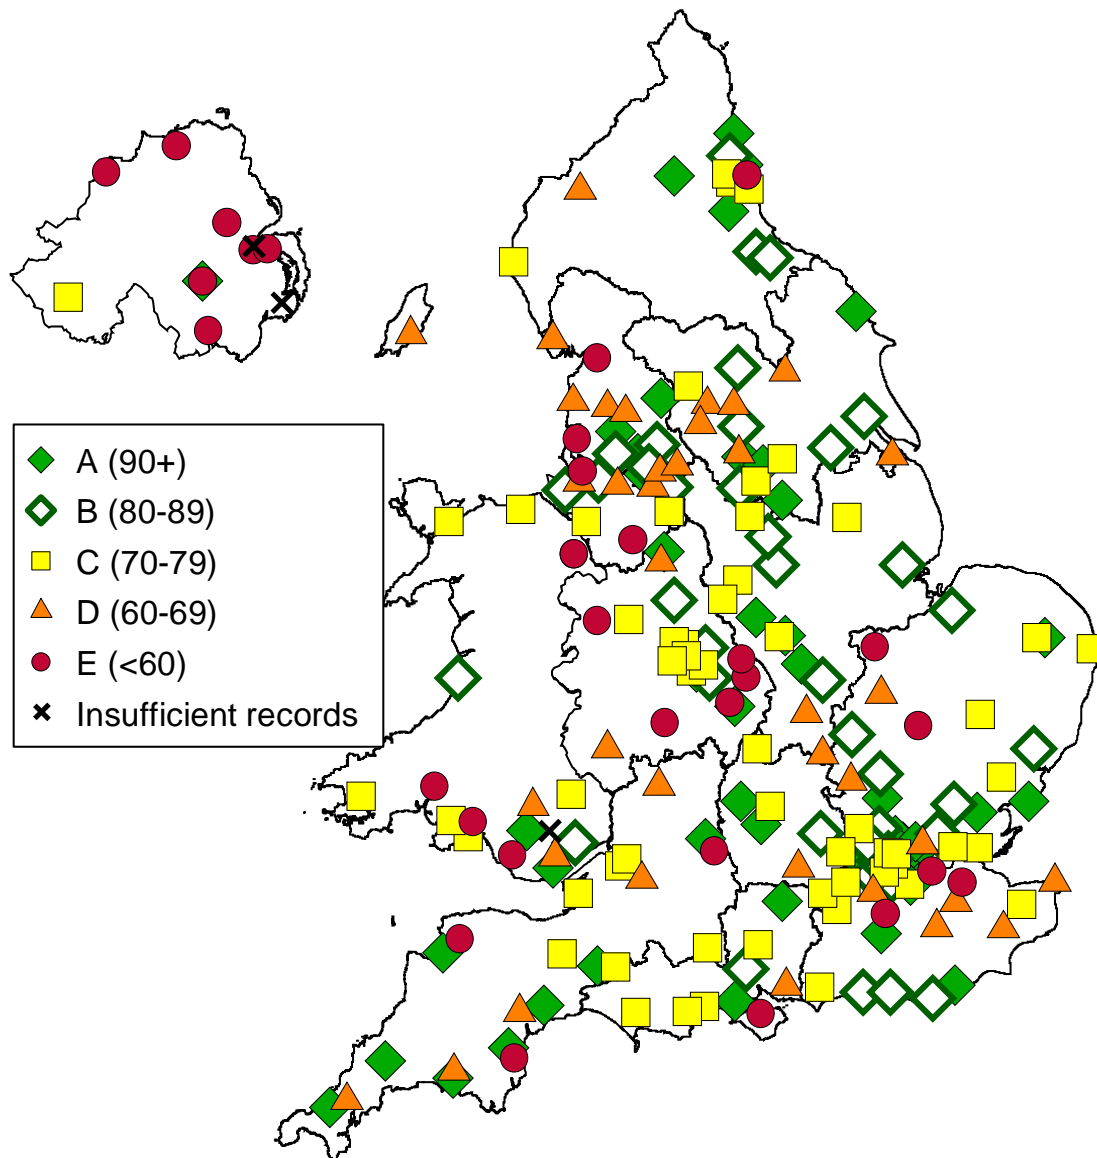 A (90+)
B (80-89)
C (70-79)
D (60-69)
E (<60)
Insufficient records